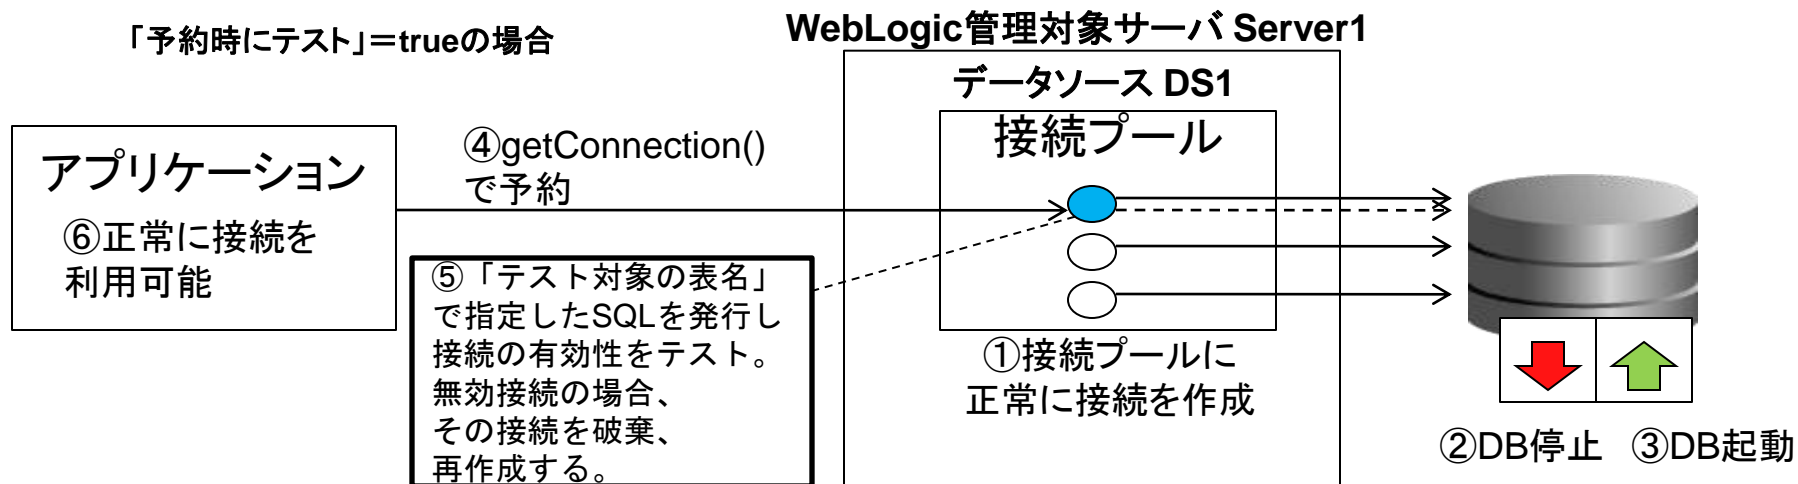 「予約時にテスト」＝trueの場合
WebLogic管理対象サーバ Server1
データソース DS1
接続プール
アプリケーション
⑥正常に接続を
利用可能
④getConnection()
で予約
⑤「テスト対象の表名」
で指定したSQLを発行し
接続の有効性をテスト。
無効接続の場合、
その接続を破棄、
再作成する。
①接続プールに
正常に接続を作成
②DB停止 ③DB起動